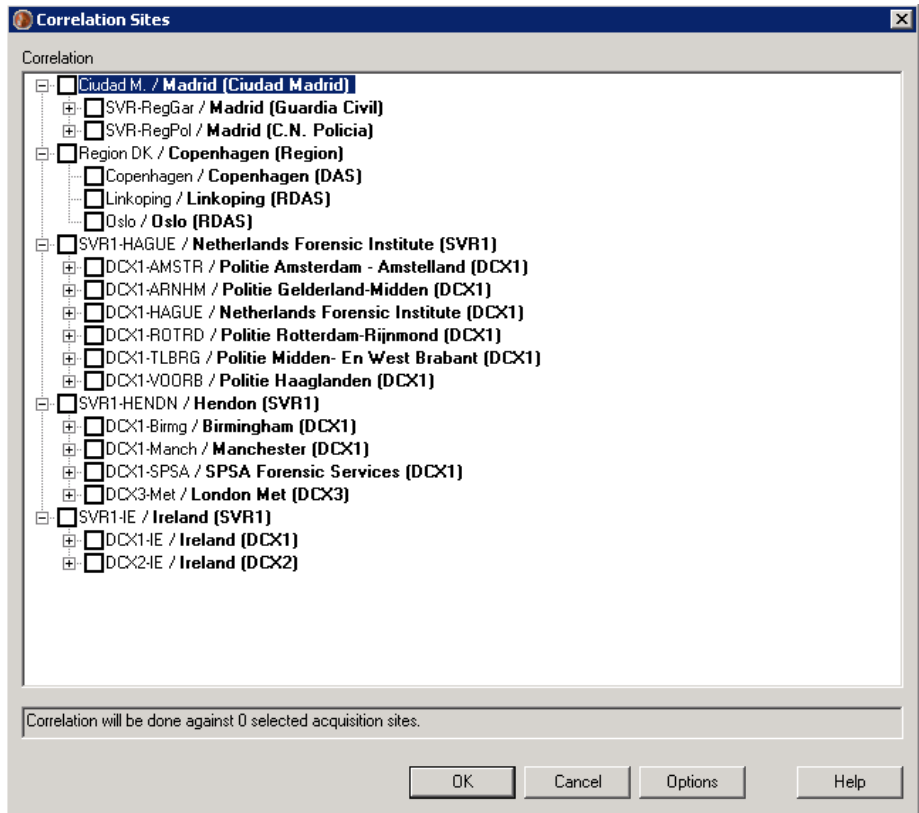 Correlation Sites
Correlation
Ciudad M. / Madrid (Ciudad Madrid)
SVR-RegGar / Madrid (Guardia Civil)
SVR-RegPol / Madrid (C.N. Policia)
Region DK / Copenhagen (Region)
Copenhagen / Copenhagen (DAS)
Linkoping / Linkoping (RDAS)
Oslo / Oslo (RDAS)
SVR1-HAGUE / Netherlands Forensic Institute (SVR1)
DCX1-AMSTR / Politie Amsterdam - Amstelland (DCX1)
DCX1-ARNHM / Politie Gelderland-Midden (DCX1)
DCX1-HAGUE / Netherlands Forensic Institute (DCX1)
DCX1-ROTRD / Politie Rotterdam-Rijnmond (DCX1)
DCX1-TLBRG / Politie Midden- En West Brabant (DCX1)
DCX1-VOORB / Politie Haaglanden (DCX1)
SVR1-HENDN / Hendon (SVR1)
DCX1-Birmg / Birmingham (DCX1)
DCX1-Manch / Manchester (DCX1)
DCX1-SPSA / SPSA Forensic Services (DCX1)
DCX3-Met / London Met (DCX3)
SVR1-IE / Ireland (SVR1)
DCX1-IE / Ireland (DCX1)
DCX2-IE / Ireland (DCX2)
Correlation will be done against 0 selected acquisition sites.
OK Cancel Options Help